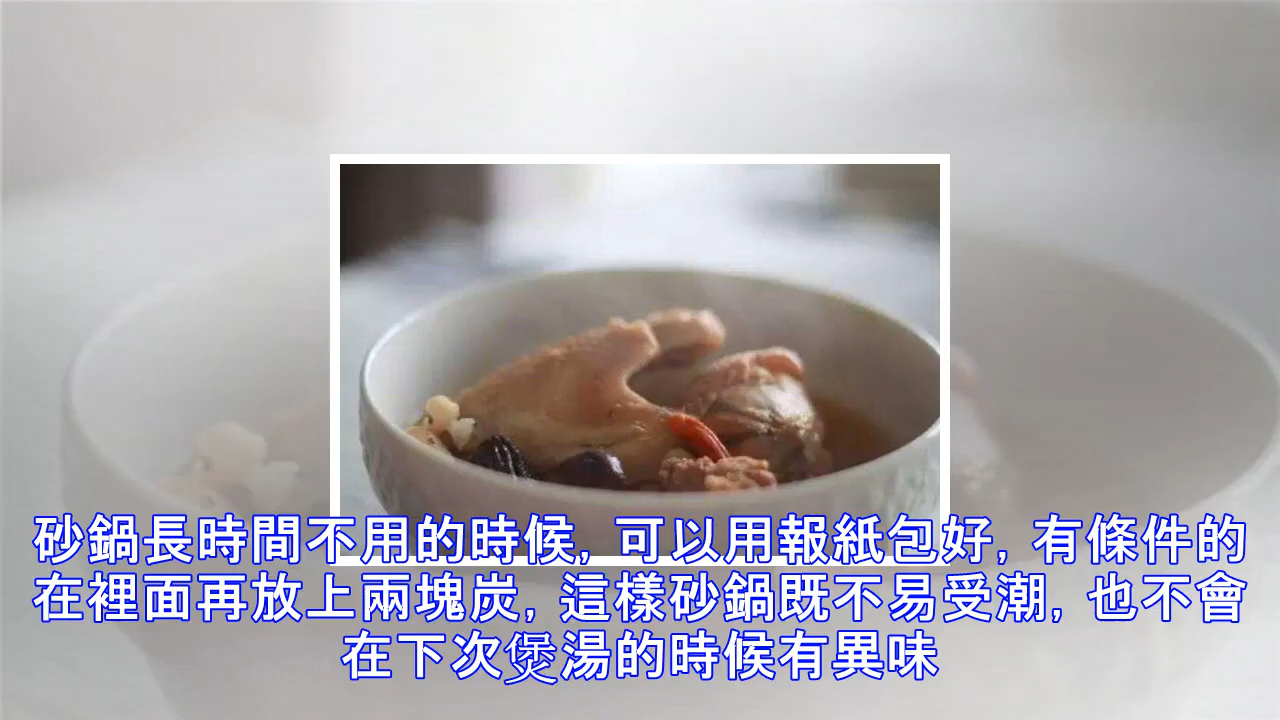 砂鍋長時間不用的時候, 可以用報紙包好, 有條件的
在裡面再放上兩塊炭, 這樣砂鍋既不易受潮, 也不會
在下次煲湯的時候有異味